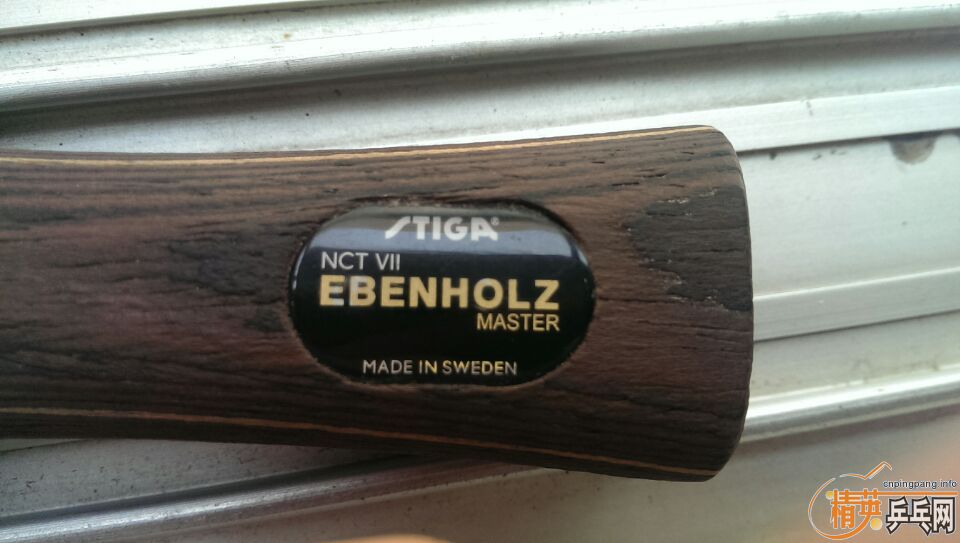 STIGA®
NCT VII
EBENHOLZ
MASTER
MADE IN SWEDEN
cnpingpang.info
精英乒乓网